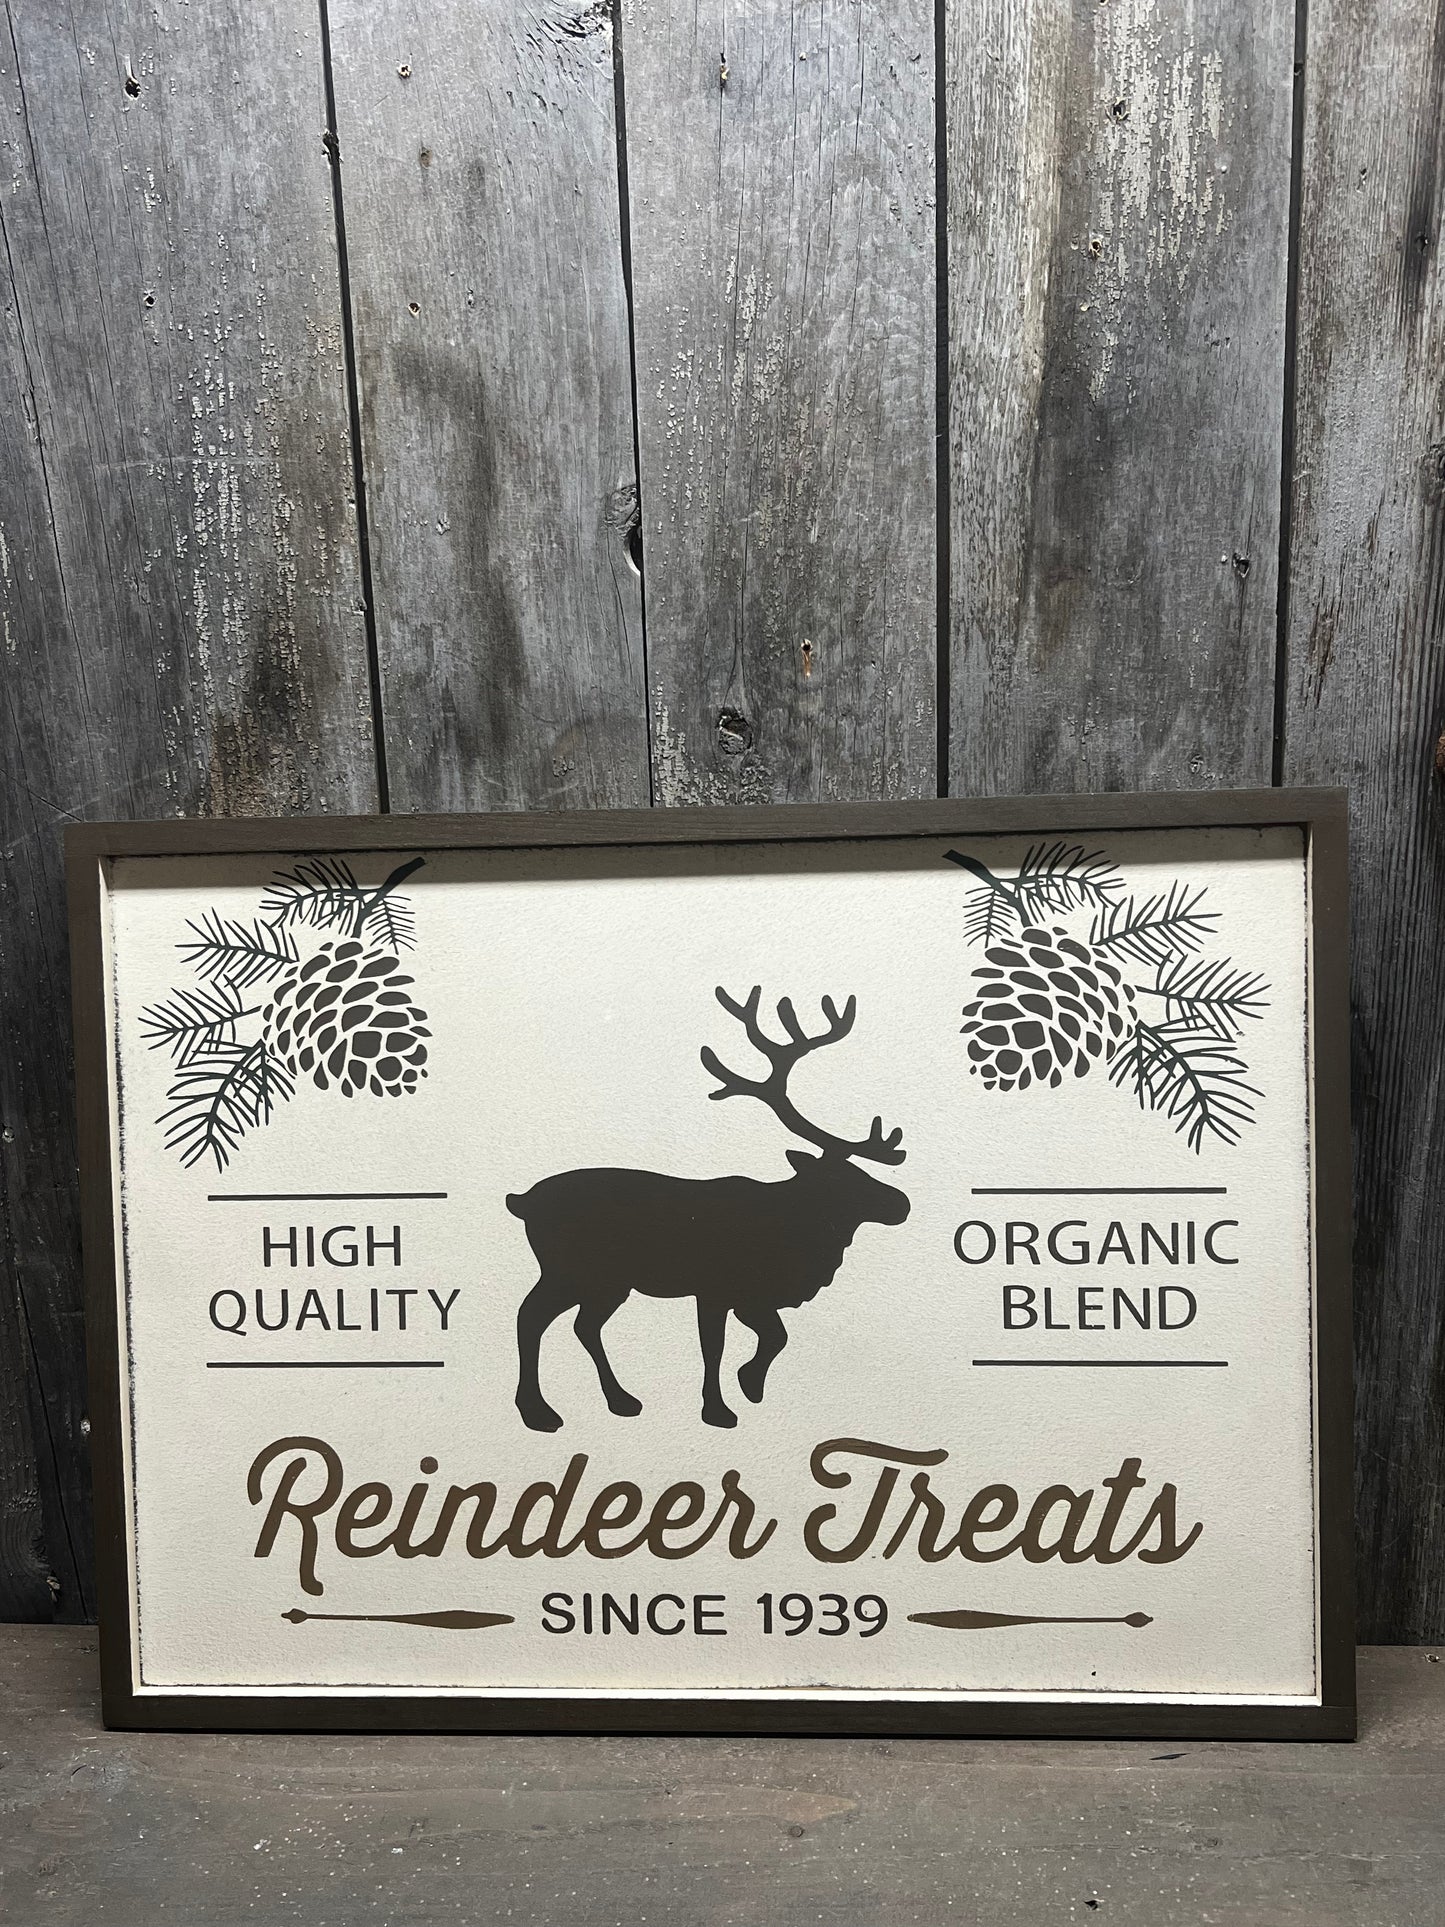 HIGH
QUALITY
ORGANIC
BLEND
Reindeer Treats
SINCE 1939